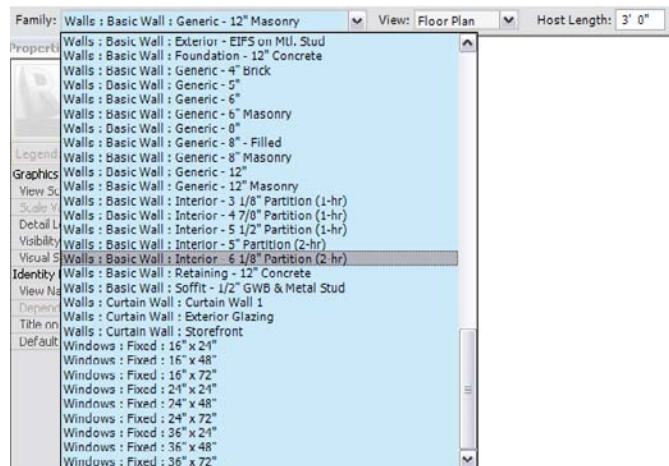 Family: Walls : Basic Wall : Generic - 12" Masonry View: Floor Plan Host Length: 3' 0"
Properti
Walls : Basic Wall : Exterior - EIFS on Mtl. Stud
Walls : Basic Wall : Foundation - 12" Concrete
Walls : Basic Wall : Generic - 4" Brick
Walls : Basic Wall : Generic - 5"
Walls : Basic Wall : Generic - 6"
Walls : Basic Wall : Generic - 6" Masonry
Walls : Basic Wall : Generic - 8"
Walls : Basic Wall : Generic - 8" - Filled
Walls : Basic Wall : Generic - 8" Masonry
Walls : Basic Wall : Generic - 12"
Walls : Basic Wall : Generic - 12" Masonry
Walls : Basic Wall : Interior - 3 1/8" Partition (1-hr)
Walls : Basic Wall : Interior - 4 7/8" Partition (1-hr)
Walls : Basic Wall : Interior - 5 1/2" Partition (1-hr)
Walls : Basic Wall : Interior - 5" Partition (2-hr)
Walls : Basic Wall : Interior - 6 1/8" Partition (2-hr)
Walls : Basic Wall : Retaining - 12" Concrete
Walls : Basic Wall : Soffit - 1/2" GWB & Metal Stud
Walls : Curtain Wall : Curtain Wall 1
Walls : Curtain Wall : Exterior Glazing
Walls : Curtain Wall : Storefront
Windows : Fixed : 16" x 24"
Windows : Fixed : 16" x 48"
Windows : Fixed : 16" x 72"
Windows : Fixed : 24" x 24"
Windows : Fixed : 24" x 48"
Windows : Fixed : 24" x 72"
Windows : Fixed : 36" x 24"
Windows : Fixed : 36" x 48"
Windows : Fixed : 36" x 72"
Legend
Graphics
View Sc
Scale V
Detail L
Visibility
Visual S
Identity
View Na
Depend
Title on
Default